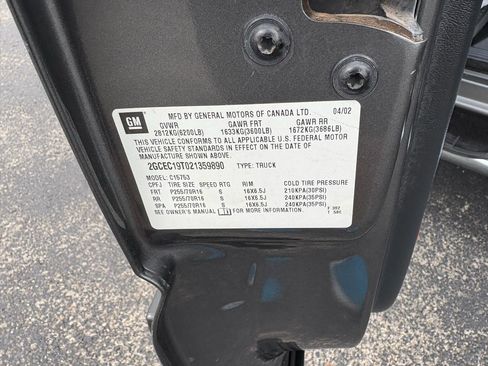 GM
MFD BY GENERAL MOTORS OF CANADA LTD. 04/02
GVWR GAWR FRT GAWR RR
2812KG(6200LB) 1633KG(3600LB) 1672KG(3686LB)
THIS VEHICLE CONFORMS TO ALL APPLICABLE U.S. FEDERAL MOTOR
VEHICLE SAFETY STANDARDS IN EFFECT ON THE DATE OF
MANUFACTURE SHOWN ABOVE.
2GCEC19T021359890 TYPE: TRUCK
MODEL: C15753
CPFJ TIRE SIZE SPEED RTG RIM COLD TIRE PRESSURE
FRT P255/70R16 S 16X6.5J 210KPA(30PSI)
RR P255/70R16 S 16X6.5J 240KPA(35PSI)
SPA P255/70R16 S 16X6.5J 240KPA(35PSI)
SEE OWNER'S MANUAL FOR ADDITIONAL INFORMATION